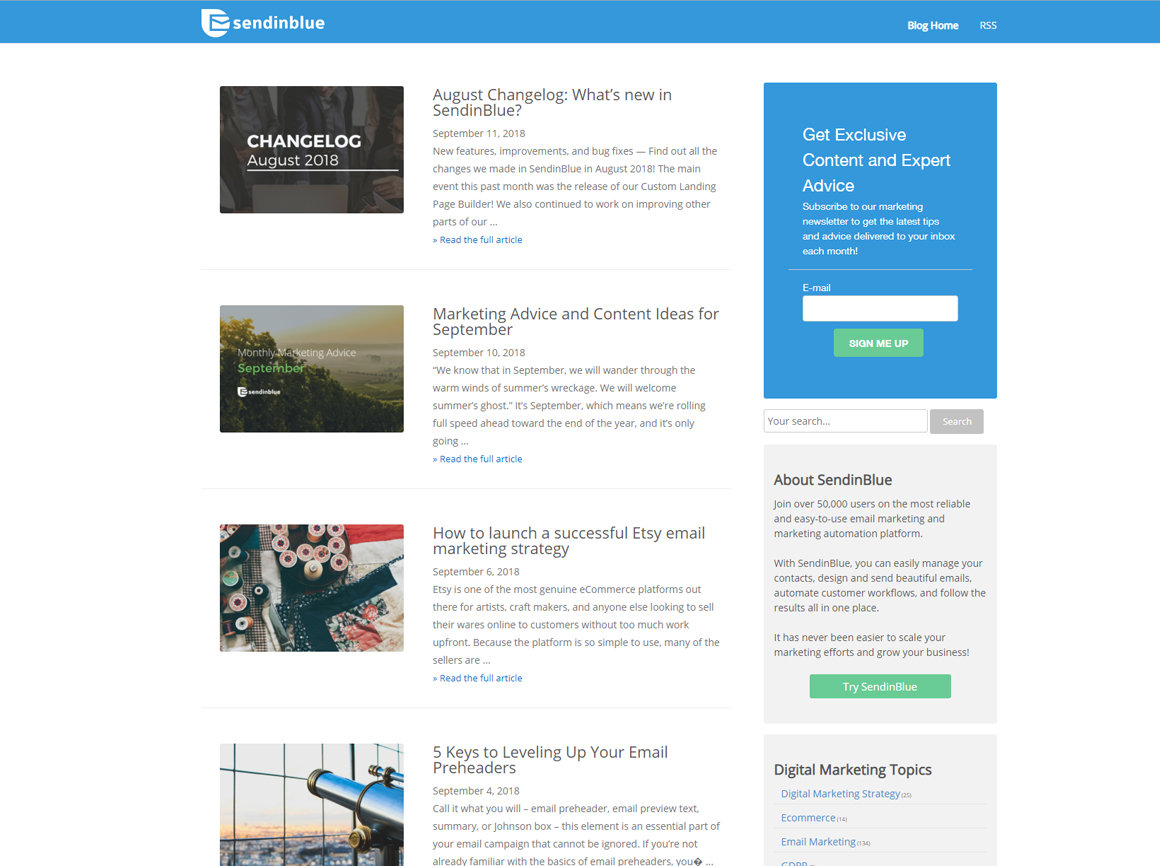 sendinblue
Blog Home
RSS
CHANGELOG
August 2018
August Changelog: What's new in
SendinBlue?
September 11, 2018
New features, improvements, and bug fixes — Find out all the
changes we made in SendinBlue in August 2018! The main
event this past month was the release of our Custom Landing
Page Builder! We also continued to work on improving other
parts of our ...
» Read the full article
Monthly Marketing Advice
September
sendinblue
Marketing Advice and Content Ideas for
September
September 10, 2018
“We know that in September, we will wander through the
warm winds of summer’s wreckage. We will welcome
summer’s ghost.” It’s September, which means we’re rolling
full speed ahead toward the end of the year, and it’s only
going ...
» Read the full article
How to launch a successful Etsy email
marketing strategy
September 6, 2018
Etsy is one of the most genuine eCommerce platforms out
there for artists, craft makers, and anyone else looking to sell
their wares online to customers without too much work
upfront. Because the platform is so simple to use, many of the
sellers are ...
» Read the full article
5 Keys to Leveling Up Your Email
Preheaders
September 4, 2018
Call it what you will – email preheader, email preview text,
summary, or Johnson box – this element is an essential part of
your email campaign that cannot be ignored. If you’re not
already familiar with the basics of email preheaders, you� ...
Get Exclusive
Content and Expert
Advice
Subscribe to our marketing
newsletter to get the latest tips
and advice delivered to your inbox
each month!
E-mail
SIGN ME UP
Your search...
Search
About SendinBlue
Join over 50,000 users on the most reliable
and easy-to-use email marketing and
marketing automation platform.
With SendinBlue, you can easily manage your
contacts, design and send beautiful emails,
automate customer workflows, and follow the
results all in one place.
It has never been easier to scale your
marketing efforts and grow your business!
Try SendinBlue
Digital Marketing Topics
Digital Marketing Strategy (25)
Ecommerce (14)
Email Marketing (134)
GDPR